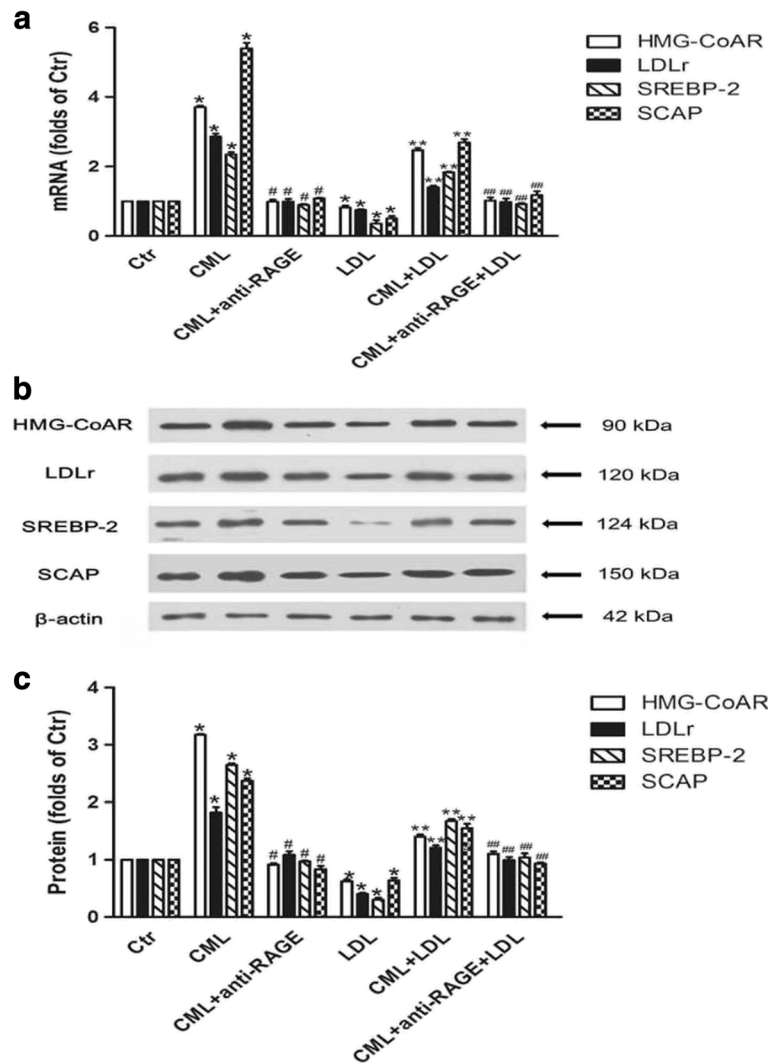 a
mRNA (folds of Ctr)
6
4
2
0
* * * *
# # # #
* * * *
** ** ** **
## ## ## ##
Ctr
CML
CML+anti-RAGE
LDL
CML+LDL
CML+anti-RAGE+LDL
HMG-CoAR
LDLr
SREBP-2
SCAP
b
HMG-CoAR 90 kDa
LDLr 120 kDa
SREBP-2 124 kDa
SCAP 150 kDa
β-actin 42 kDa
c
Protein (folds of Ctr)
4
3
2
1
0
* * * *
# # # #
* * * *
** ** ** **
## ## ## ##
Ctr
CML
CML+anti-RAGE
LDL
CML+LDL
CML+anti-RAGE+LDL
HMG-CoAR
LDLr
SREBP-2
SCAP